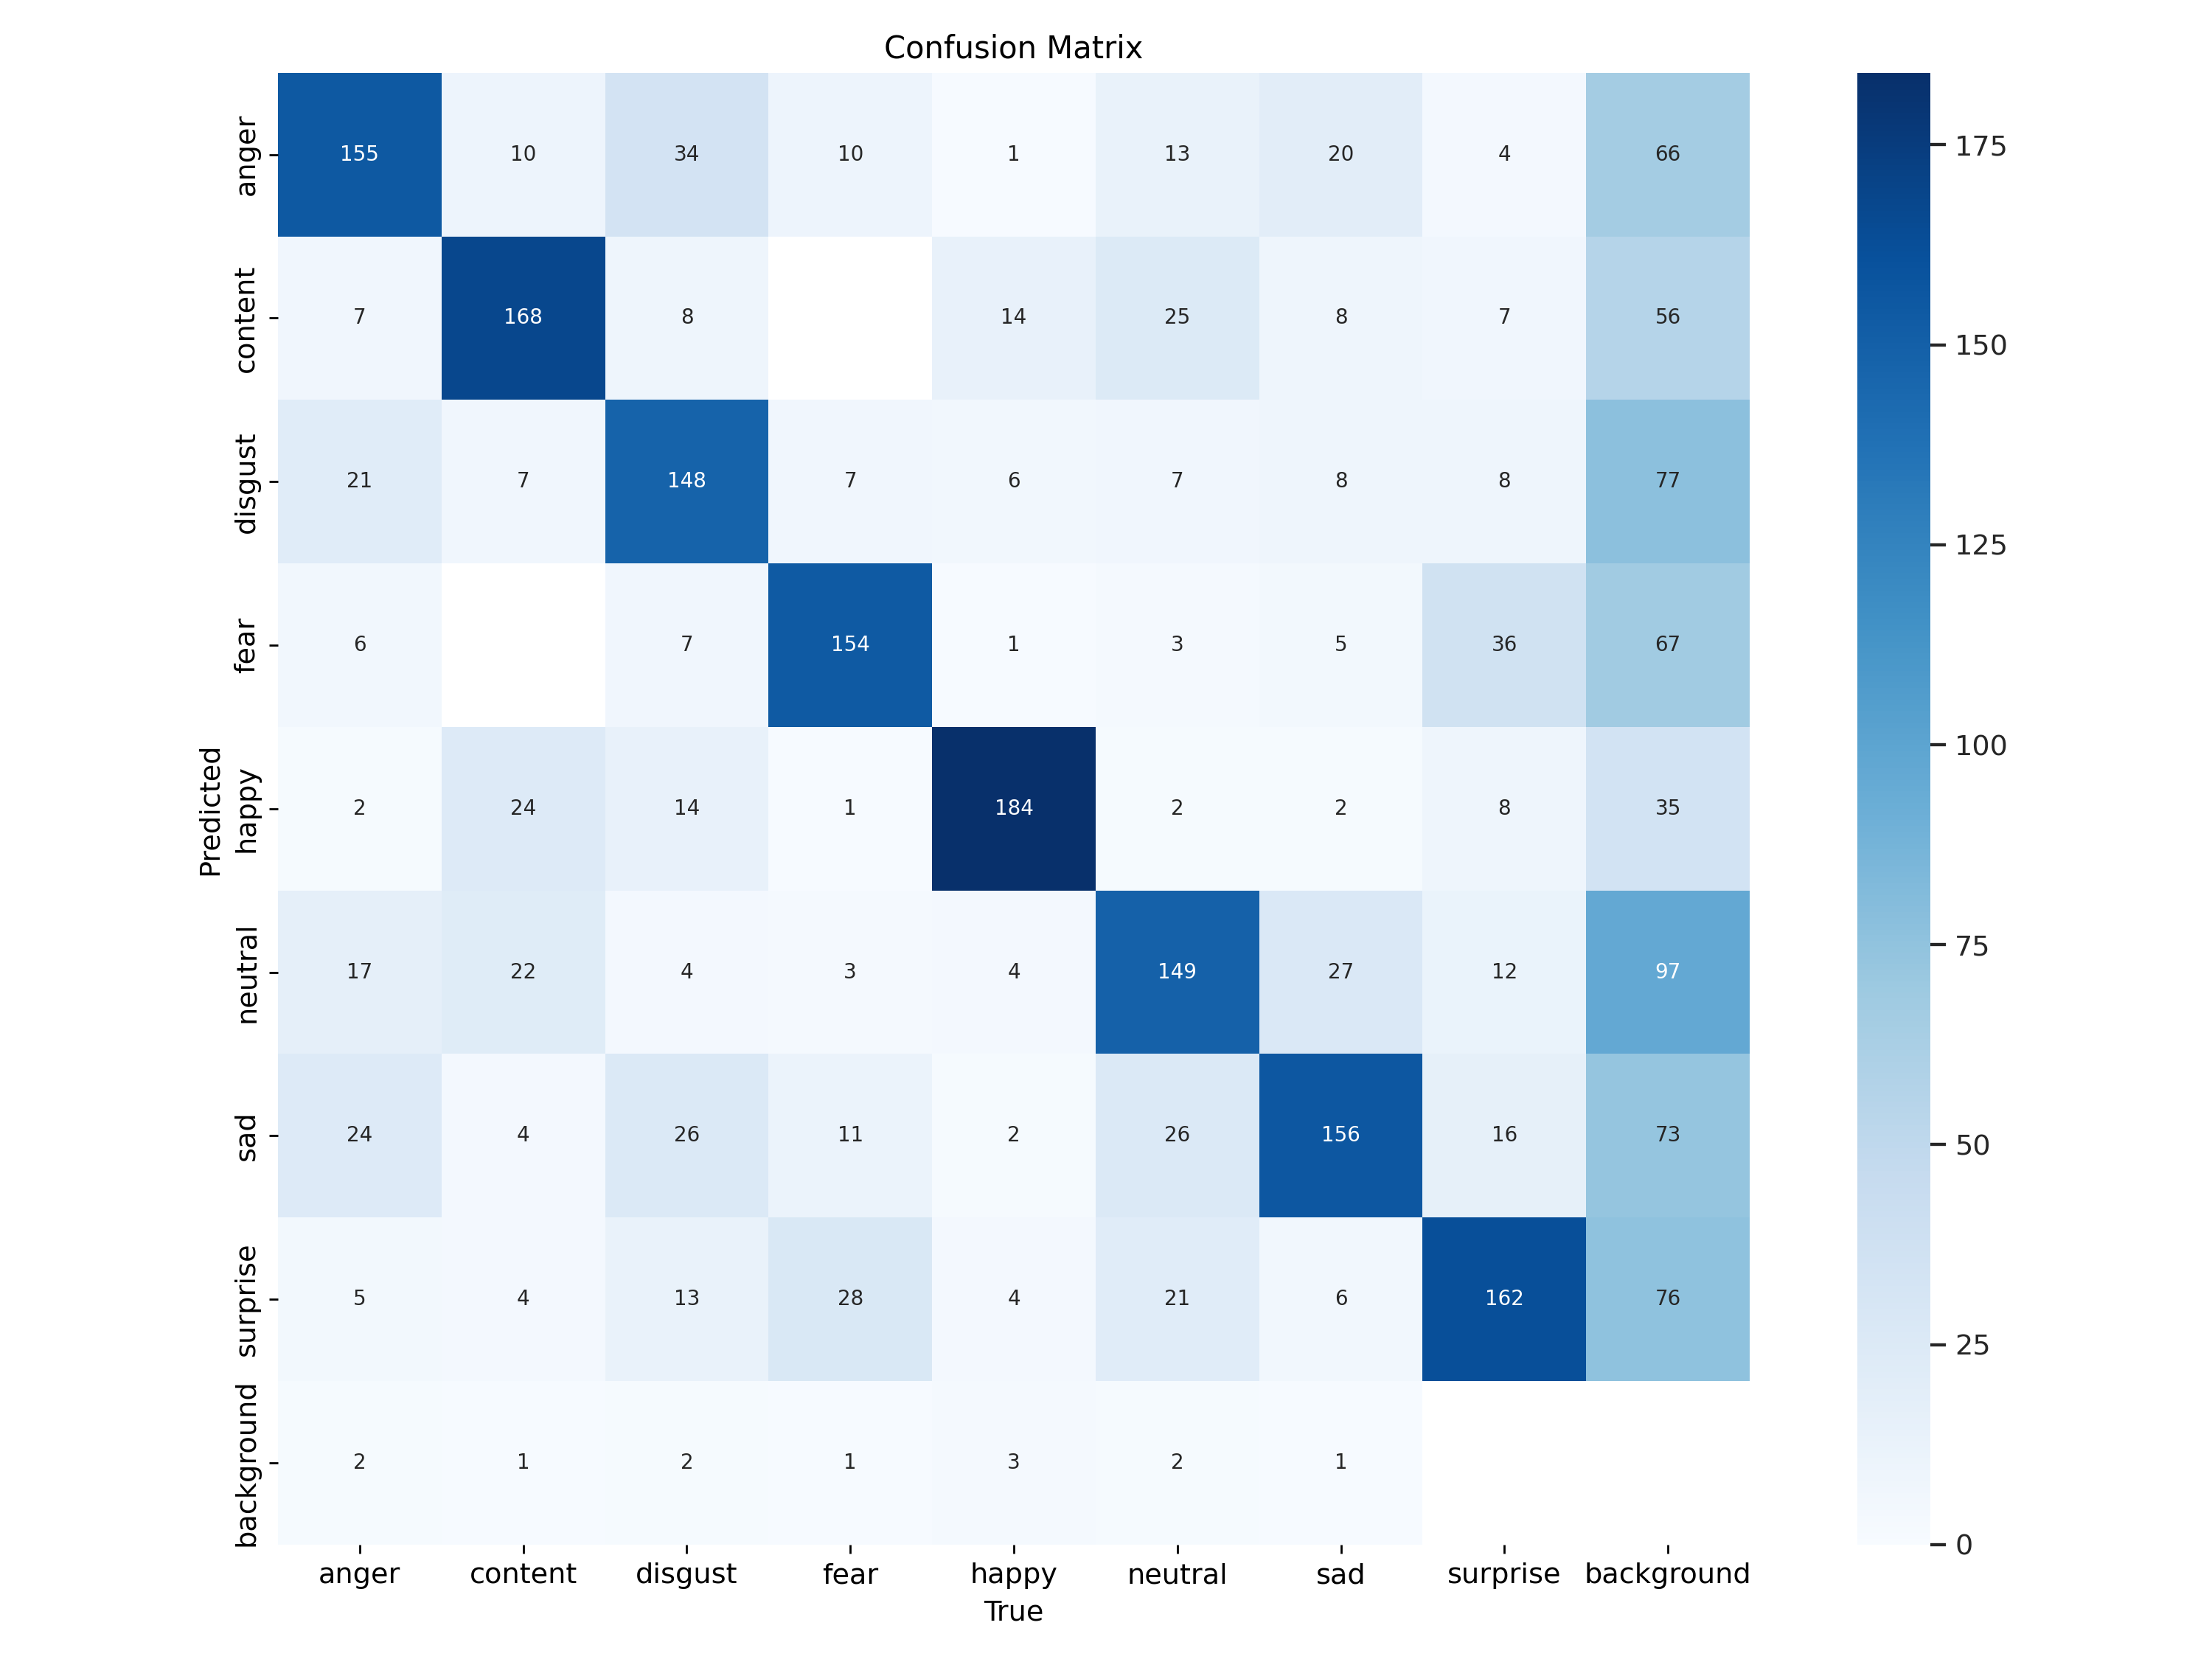 Confusion Matrix
anger 155 10 34 10 1 13 20 4 66
content 7 168 8 14 25 8 7 56
disgust 21 7 148 7 6 7 8 8 77
fear 6 7 154 1 3 5 36 67
happy 2 24 14 1 184 2 2 8 35
neutral 17 22 4 3 4 149 27 12 97
sad 24 4 26 11 2 26 156 16 73
surprise 5 4 13 28 4 21 6 162 76
background 2 1 2 1 3 2 1
anger content disgust fear happy neutral sad surprise background
True
Predicted
175
150
125
100
75
50
25
0